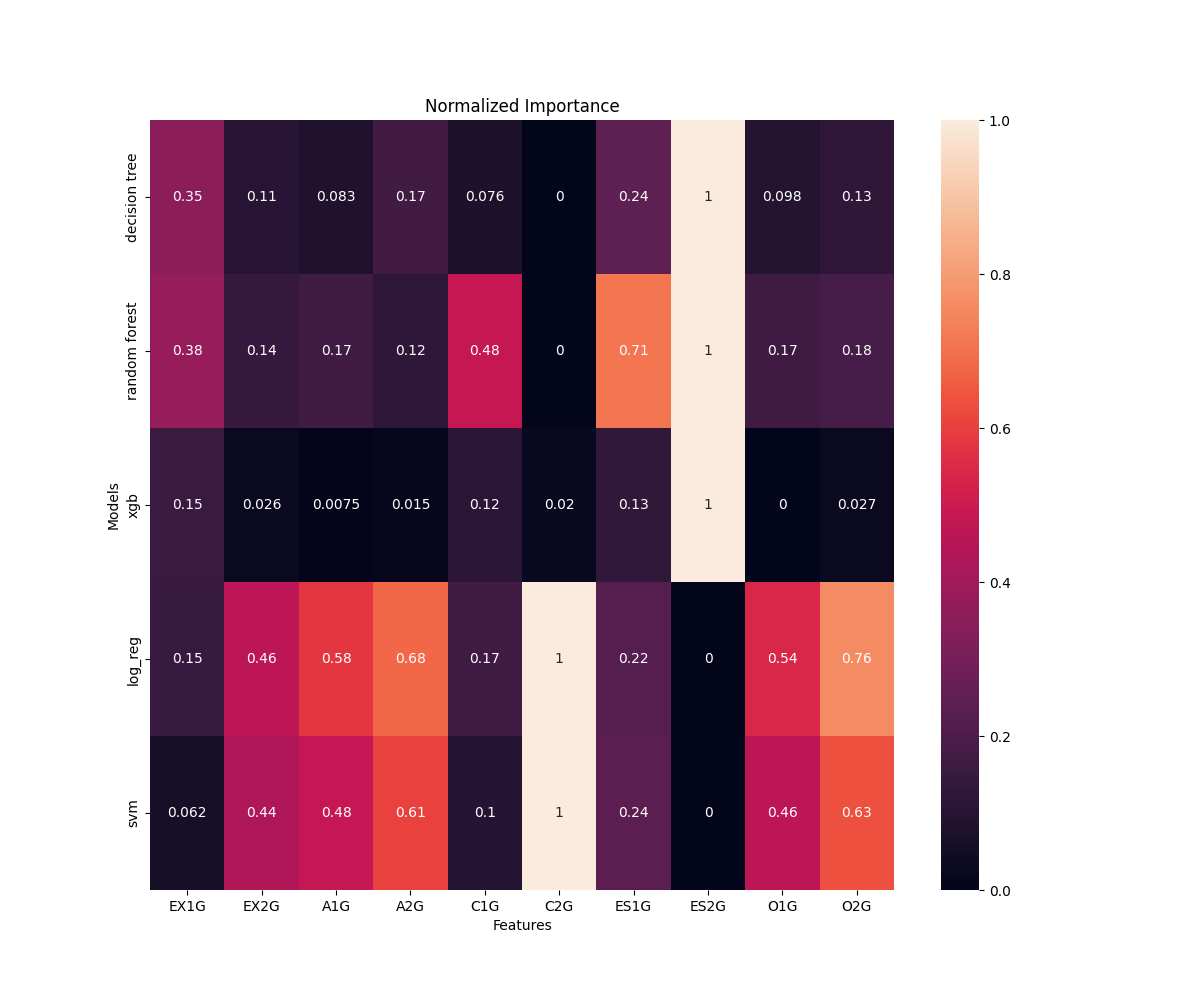 Normalized Importance
decision tree
0.35 0.11 0.083 0.17 0.076 0 0.24 1 0.098 0.13
random forest
0.38 0.14 0.17 0.12 0.48 0 0.71 1 0.17 0.18
Models
xgb
0.15 0.026 0.0075 0.015 0.12 0.02 0.13 1 0 0.027
log_reg
0.15 0.46 0.58 0.68 0.17 1 0.22 0 0.54 0.76
svm
0.062 0.44 0.48 0.61 0.1 1 0.24 0 0.46 0.63
EX1G EX2G A1G A2G C1G C2G ES1G ES2G O1G O2G
Features
1.0
0.8
0.6
0.4
0.2
0.0